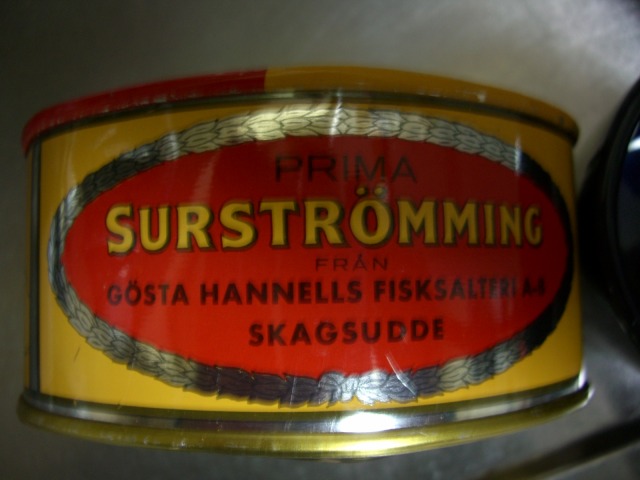 PRIMA
SURSTRÖMMING
FRÅN
GÖSTA HANNELLS FISKSALTERI A-B
SKAGSUDDE